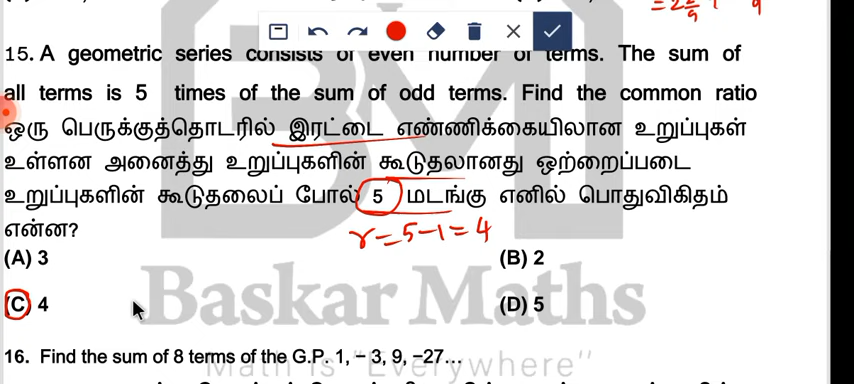 = 2 2/9
9
15. A geometric series consists of even number of terms. The sum of
all terms is 5 times of the sum of odd terms. Find the common ratio
ஒரு பெருக்குத்தொடரில் இரட்டை எண்ணிக்கையிலான உறுப்புகள்
உள்ளன அனைத்து உறுப்புகளின் கூடுதலானது ஒற்றைப்படை
உறுப்புகளின் கூடுதலைப் போல் 5 மடங்கு எனில் பொதுவிகிதம்
என்ன?
r = 5-1 = 4
(A) 3 (B) 2
(C) 4 (D) 5
Baskar Maths
16. Find the sum of 8 terms of the G.P. 1, − 3, 9, −27...
Math is "Everywhere"